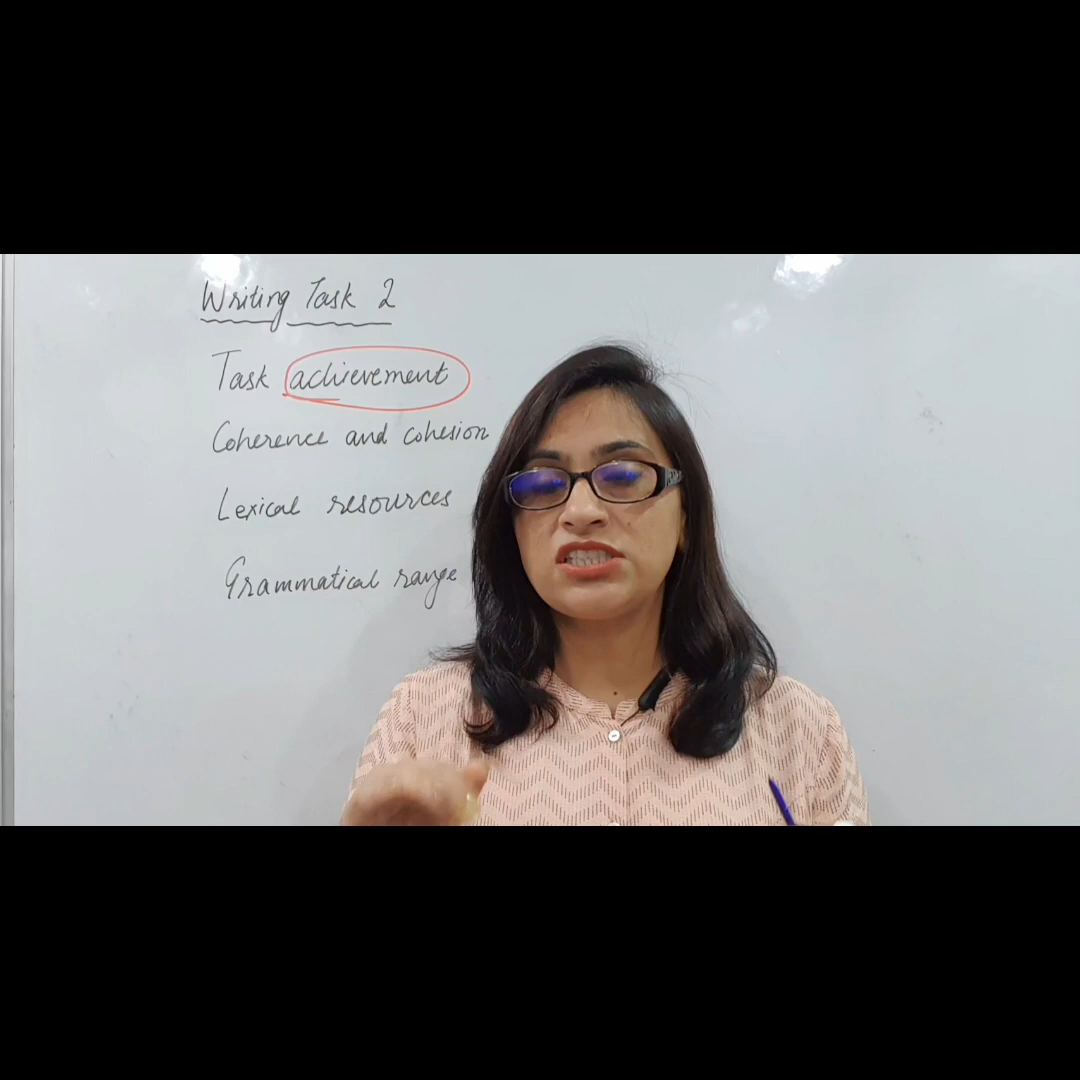 Writing Task 2
Task achievement
Coherence and cohesion
Lexical resources
Grammatical range